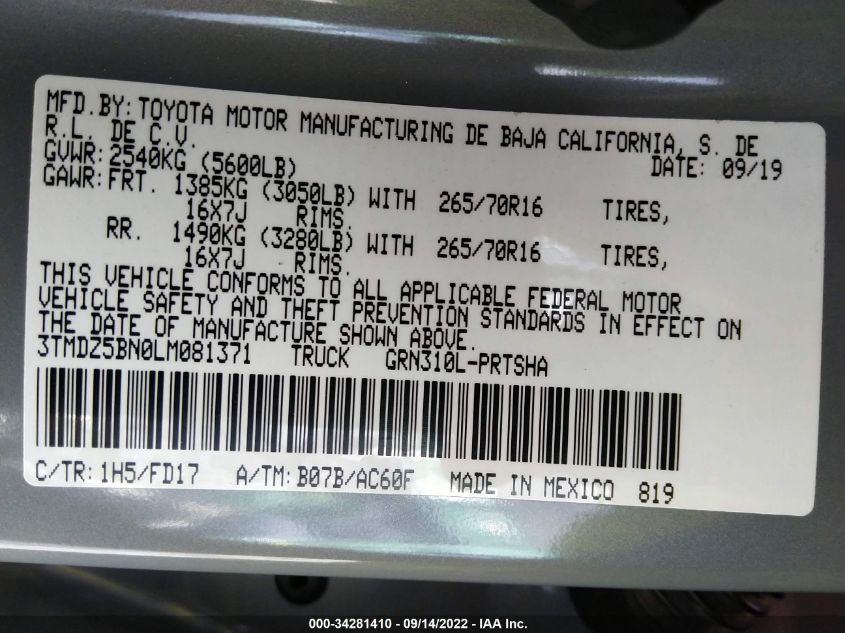 MFD.BY: TOYOTA MOTOR MANUFACTURING DE BAJA CALIFORNIA, S. DE
R.L. DE C.V. DATE: 09/19
GVWR: 2540KG (5600LB)
GAWR: FRT. 1385KG (3050LB) WITH 265/70R16 TIRES,
16X7J RIMS.
RR. 1490KG (3280LB) WITH 265/70R16 TIRES,
16X7J RIMS.
THIS VEHICLE CONFORMS TO ALL APPLICABLE FEDERAL MOTOR
VEHICLE SAFETY AND THEFT PREVENTION STANDARDS IN EFFECT ON
THE DATE OF MANUFACTURE SHOWN ABOVE.
3TMDZ5BN0LM081371 TRUCK GRN310L-PRTSHA
C/TR: 1H5/FD17 A/TM: B07B/AC60F MADE IN MEXICO 819
000-34281410 - 09/14/2022 - IAA Inc.